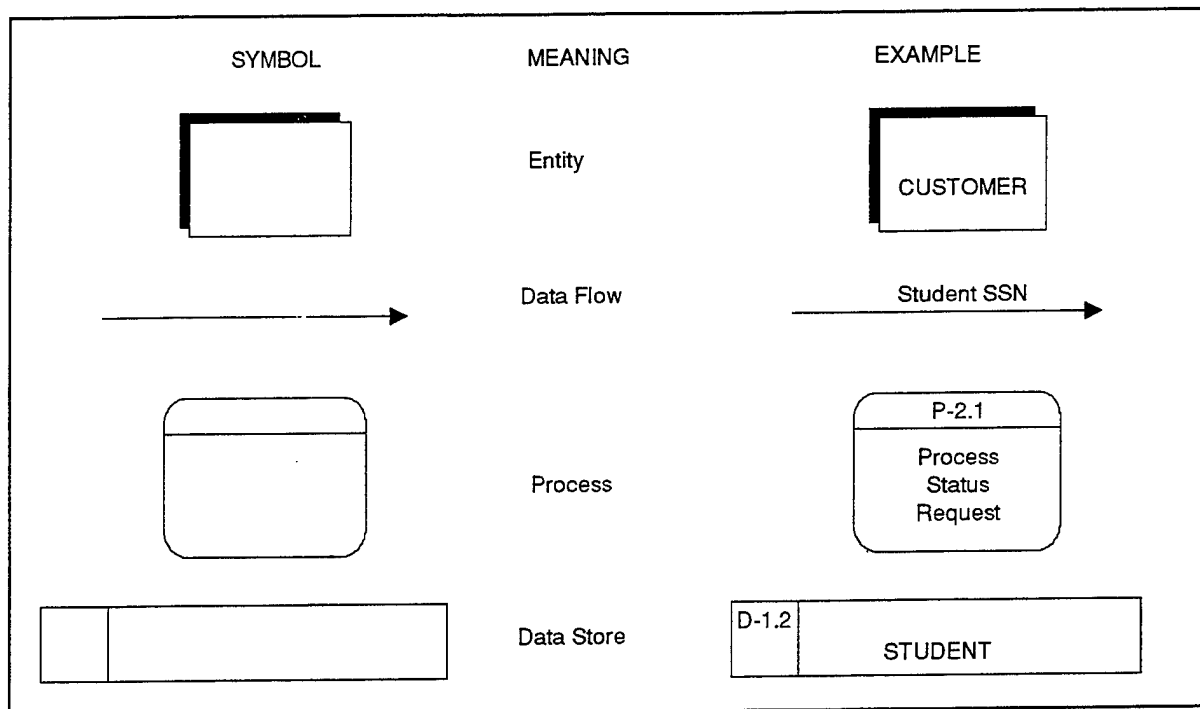 SYMBOL MEANING EXAMPLE
Entity CUSTOMER
Data Flow Student SSN
P-2.1
Process
Process
Status
Request
D-1.2
Data Store
STUDENT